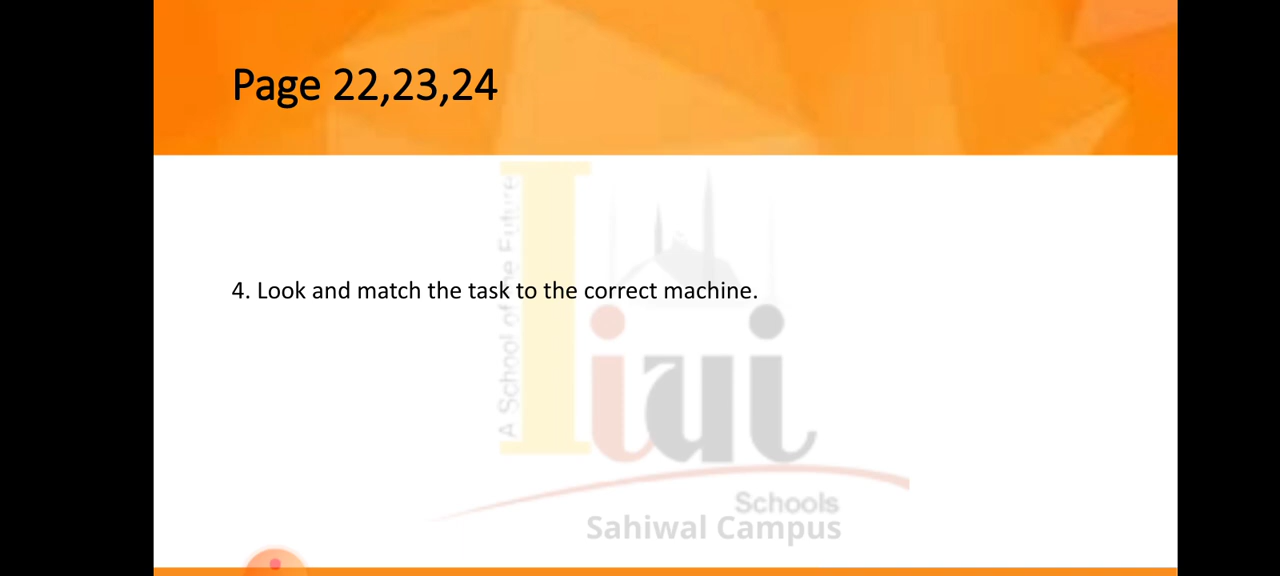 Page 22,23,24
A School of the Future
4. Look and match the task to the correct machine.
Iiui
Schools
Sahiwal Campus